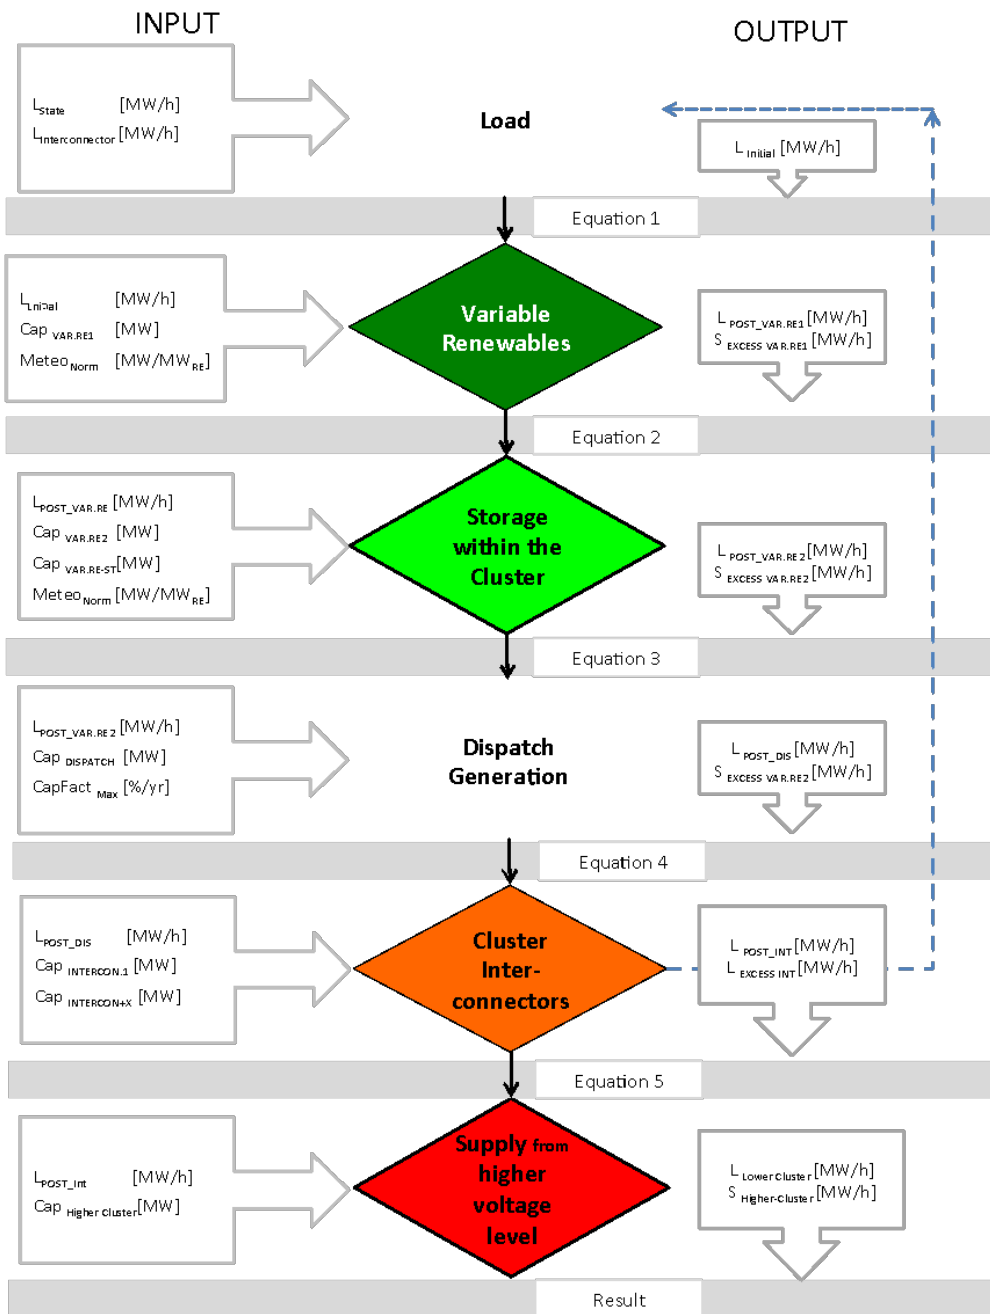 INPUT
OUTPUT
L State [MW/h]
L Interconnector [MW/h]
Load
L Initial [MW/h]
Equation 1
L Initial [MW/h]
Cap VAR.RE1 [MW]
Meteo Norm [MW/MW RE]
Variable
Renewables
L POST_VAR.RE1 [MW/h]
S EXCESS VAR.RE1 [MW/h]
Equation 2
L POST_VAR.RE [MW/h]
Cap VAR.RE2 [MW]
Cap VAR.RE-ST [MW]
Meteo Norm [MW/MW RE]
Storage
within the
Cluster
L POST_VAR.RE2 [MW/h]
S EXCESS VAR.RE2 [MW/h]
Equation 3
L POST_VAR.RE2 [MW/h]
Cap DISPATCH [MW]
CapFact Max [%/yr]
Dispatch
Generation
L POST_DIS [MW/h]
S EXCESS VAR.RE2 [MW/h]
Equation 4
L POST_DIS [MW/h]
Cap INTERCON.1 [MW]
Cap INTERCON+X [MW]
Cluster
Inter-
connectors
L POST_INT [MW/h]
L EXCESS INT [MW/h]
Equation 5
L POST_Int [MW/h]
Cap Higher Cluster [MW]
Supply from
higher
voltage
level
L Lower Cluster [MW/h]
S Higher-Cluster [MW/h]
Result